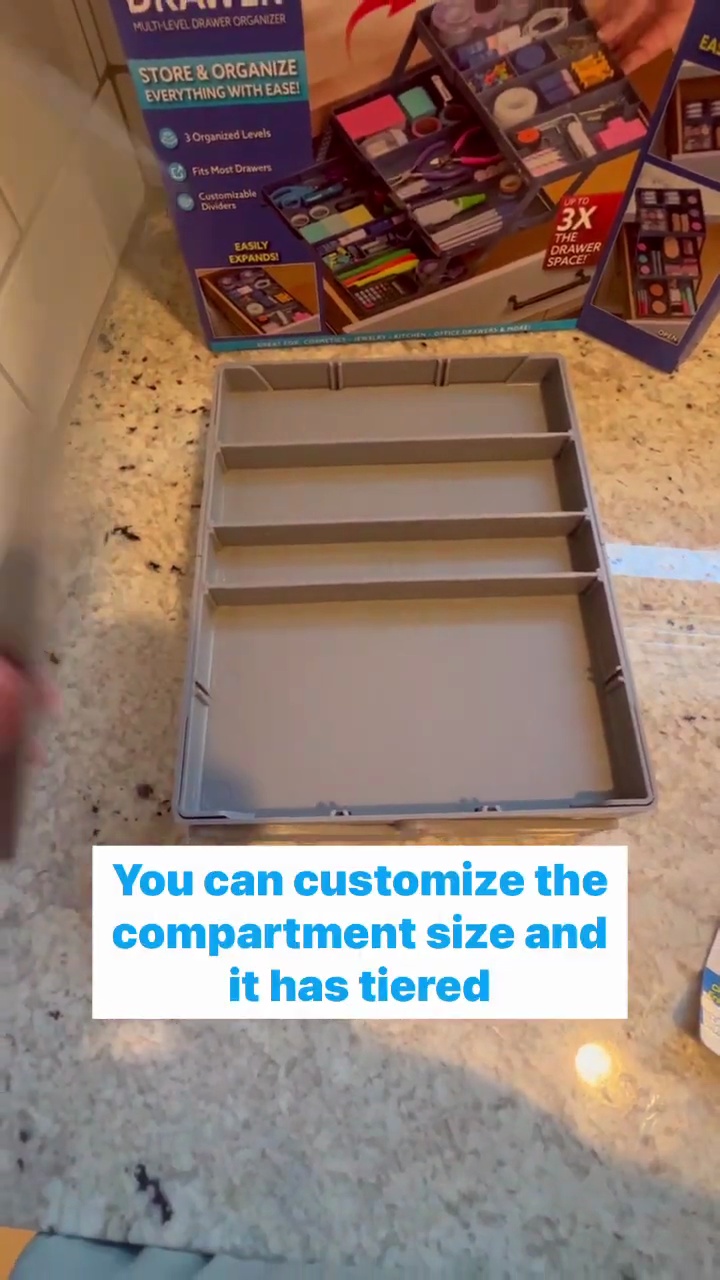 DRAWER
MULTI-LEVEL DRAWER ORGANIZER
STORE & ORGANIZE
EVERYTHING WITH EASE!
3 Organized Levels
Fits Most Drawers
Customizable
Dividers
EASILY
EXPANDS!
UP TO
3X
THE
DRAWER
SPACE!
GREAT FOR: COSMETICS • JEWELRY • KITCHEN • OFFICE DRAWERS & MORE!
OPEN
You can customize the
compartment size and
it has tiered